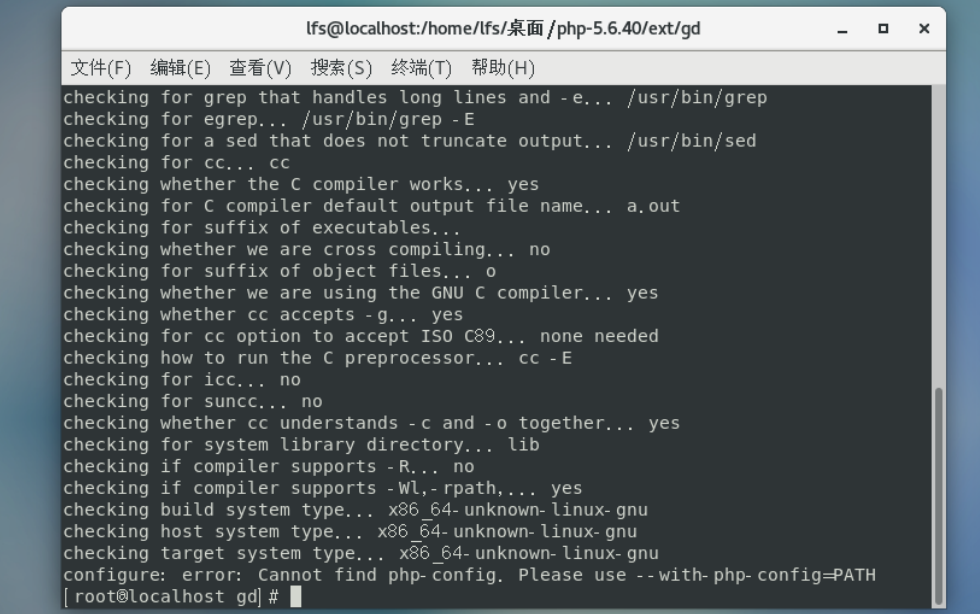 lfs@localhost:/home/lfs/桌面/php-5.6.40/ext/gd
文件(F) 编辑(E) 查看(V) 搜索(S) 终端(T) 帮助(H)
checking for grep that handles long lines and -e... /usr/bin/grep
checking for egrep... /usr/bin/grep -E
checking for a sed that does not truncate output... /usr/bin/sed
checking for cc... cc
checking whether the C compiler works... yes
checking for C compiler default output file name... a.out
checking for suffix of executables...
checking whether we are cross compiling... no
checking for suffix of object files... o
checking whether we are using the GNU C compiler... yes
checking whether cc accepts -g... yes
checking for cc option to accept ISO C89... none needed
checking how to run the C preprocessor... cc -E
checking for icc... no
checking for suncc... no
checking whether cc understands -c and -o together... yes
checking for system library directory... lib
checking if compiler supports -R... no
checking if compiler supports -Wl,-rpath,... yes
checking build system type... x86_64-unknown-linux-gnu
checking host system type... x86_64-unknown-linux-gnu
checking target system type... x86_64-unknown-linux-gnu
configure: error: Cannot find php-config. Please use --with-php-config=PATH
[root@localhost gd]#